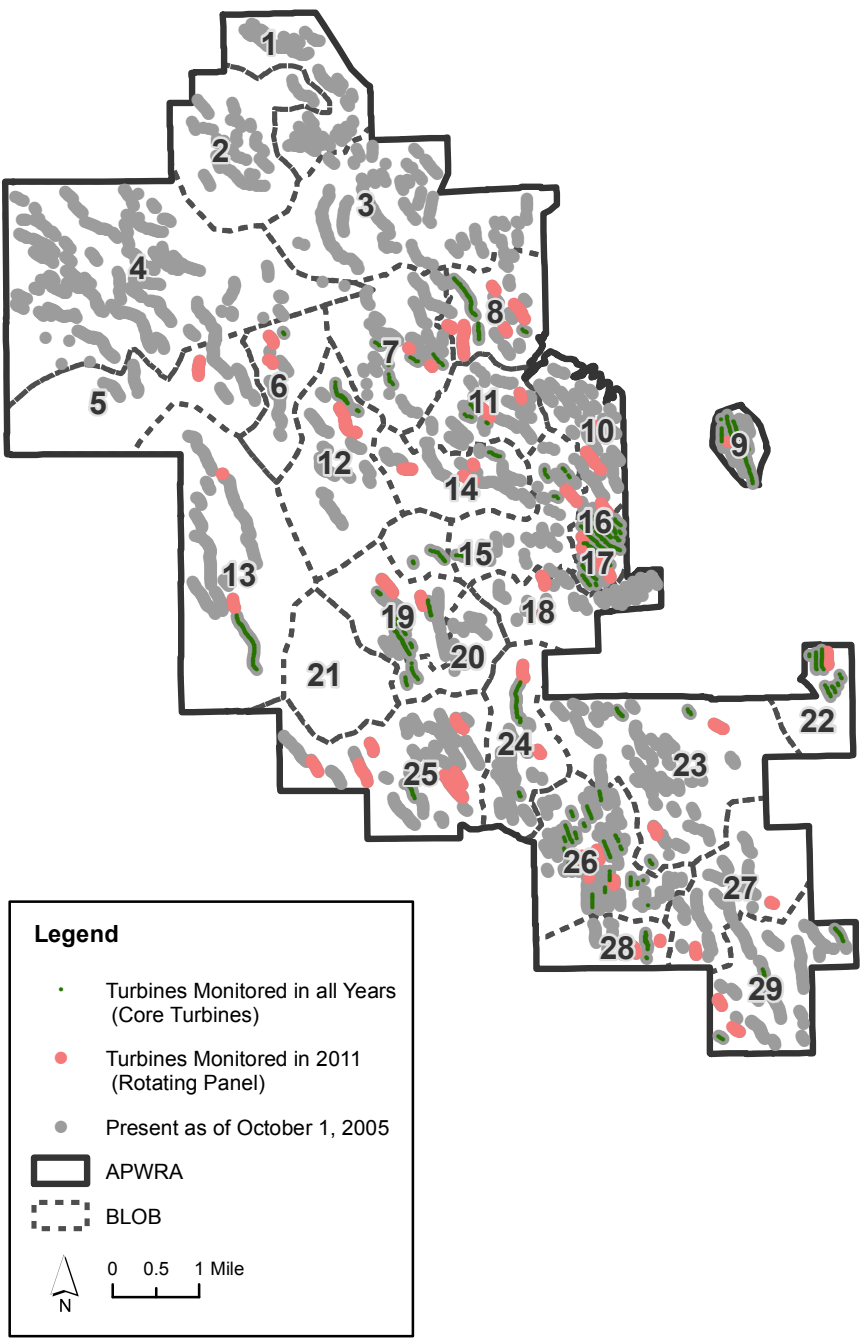 1
2
3
4
8
7
6
5
11
10
9
12
14
16
15
17
13
18
19
20
21
22
24
23
25
26
27
28
29
Legend
Turbines Monitored in all Years
(Core Turbines)
Turbines Monitored in 2011
(Rotating Panel)
Present as of October 1, 2005
APWRA
BLOB
N
0 0.5 1 Mile